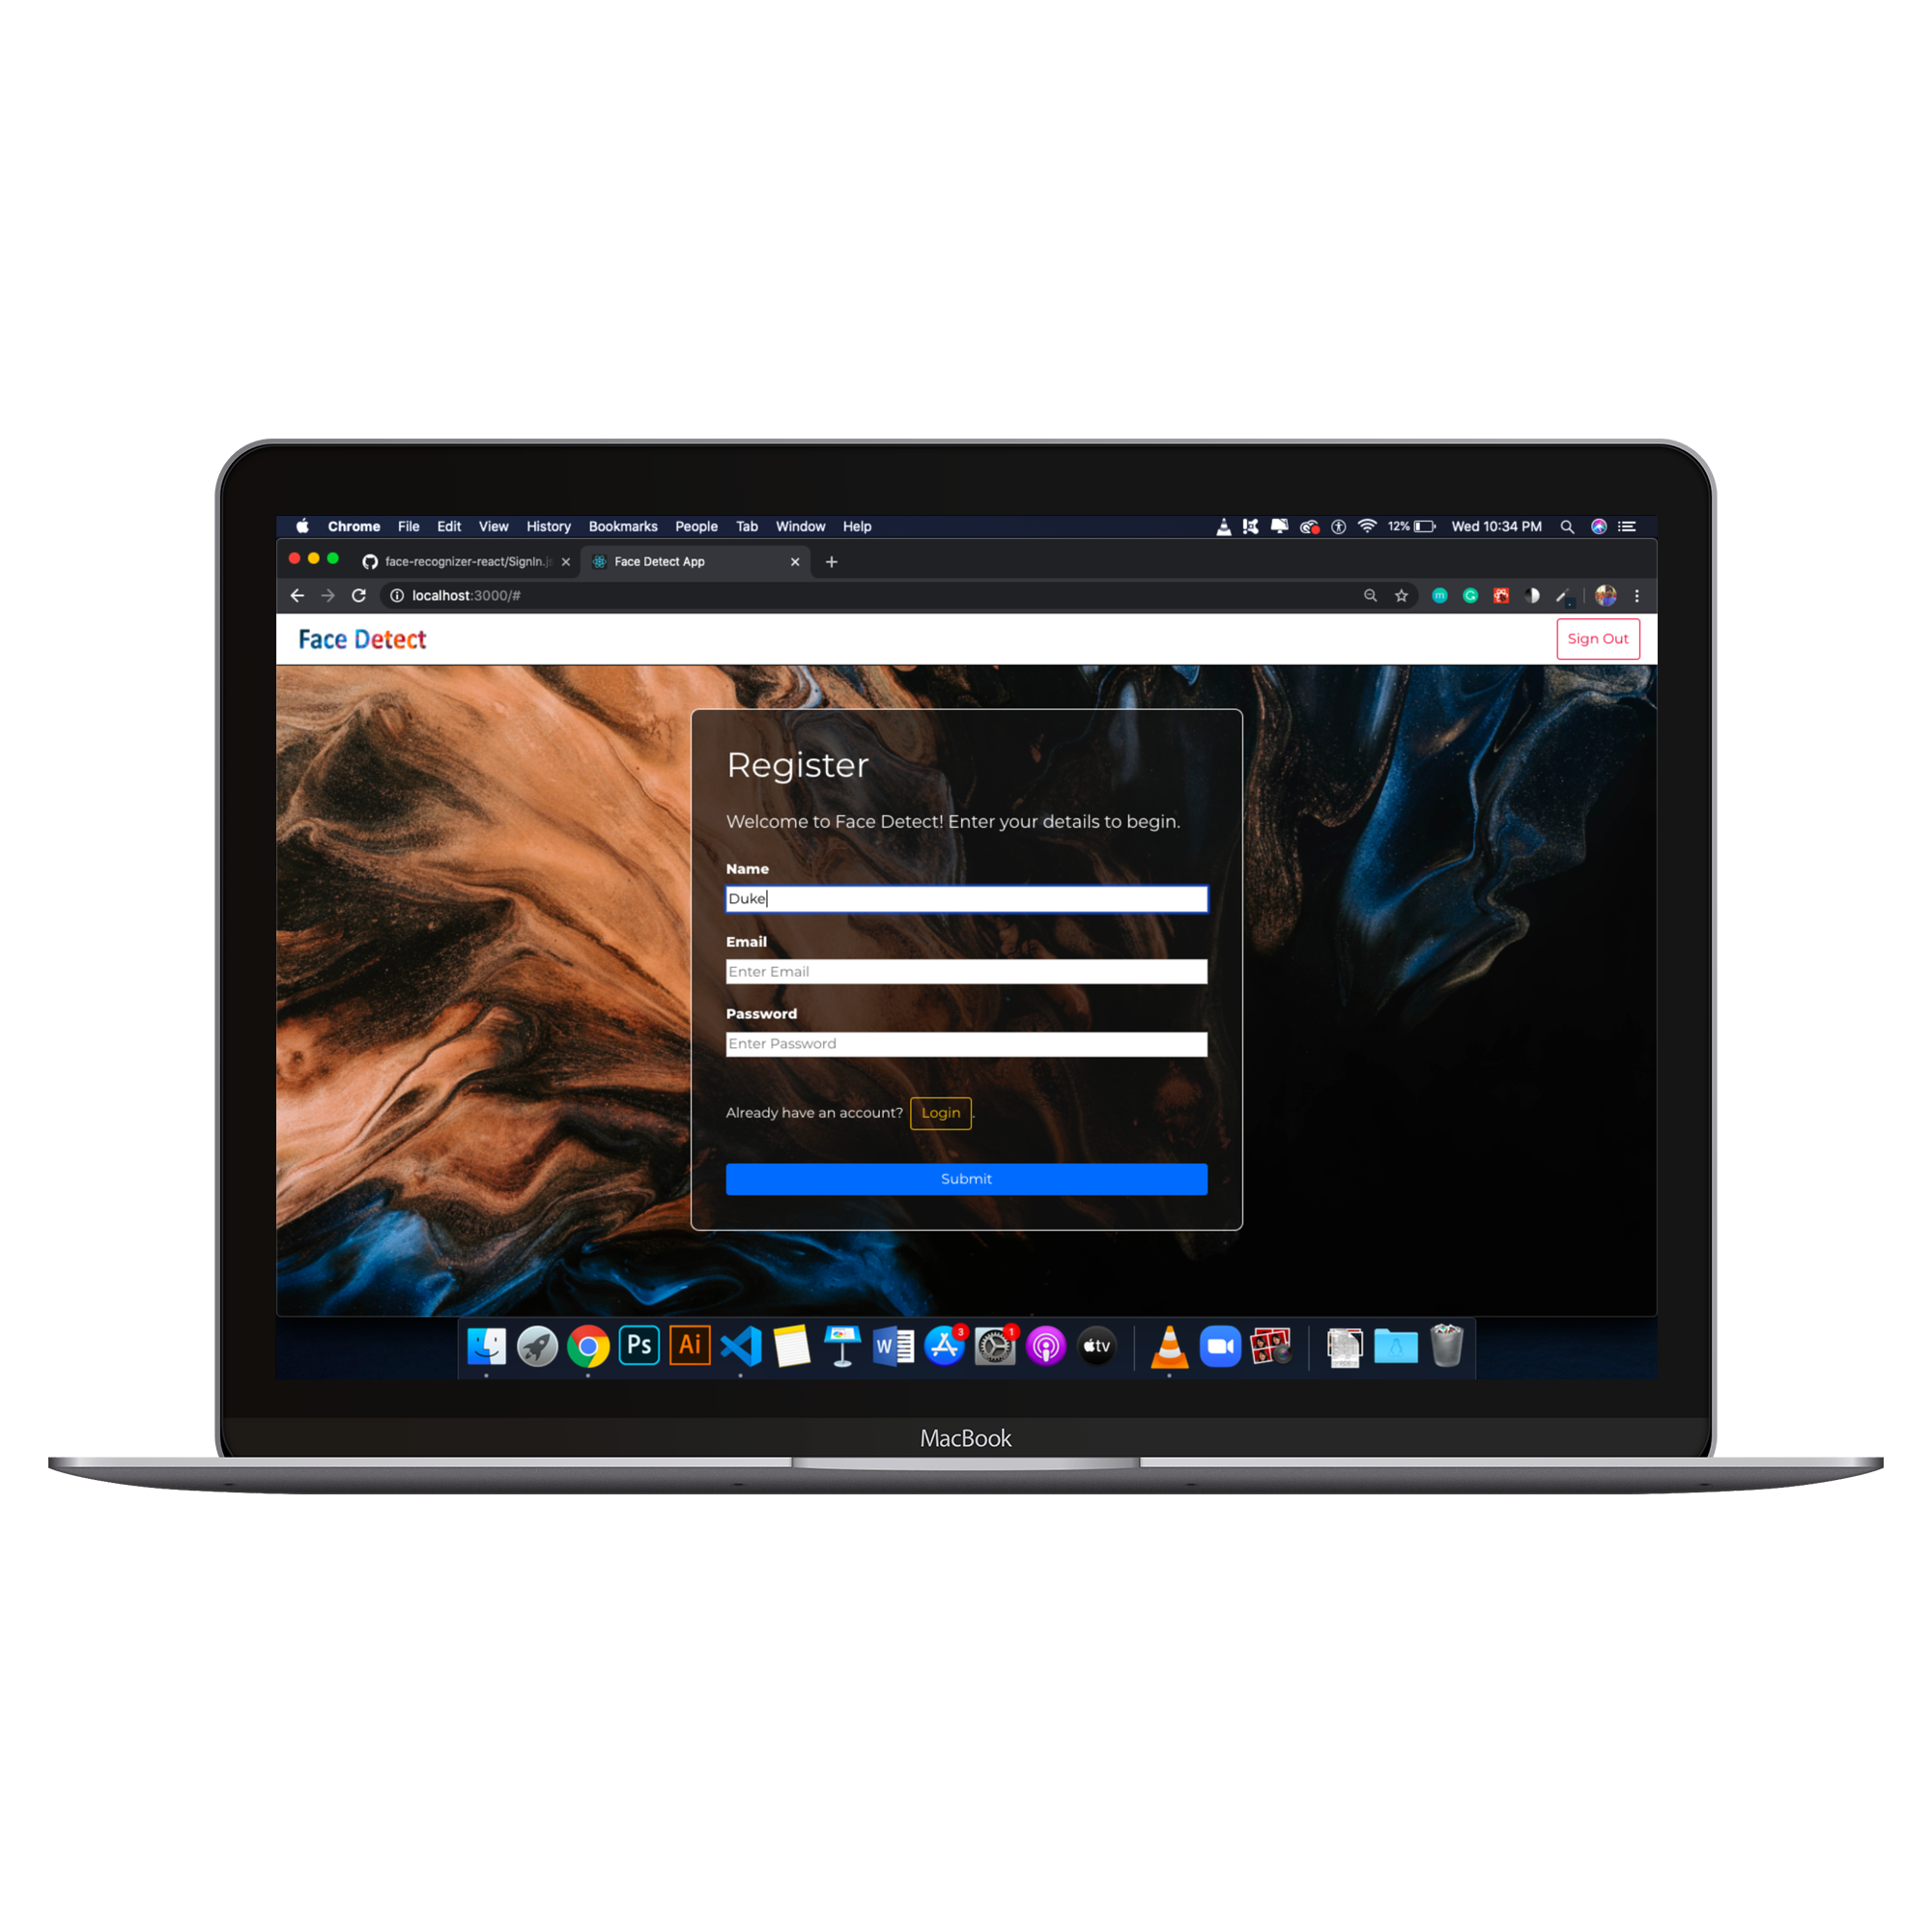 Chrome File Edit View History Bookmarks People Tab Window Help 12% Wed 10:34 PM
face-recognizer-react/SignIn.js Face Detect App
localhost:3000/#
Face Detect Sign Out
Register
Welcome to Face Detect! Enter your details to begin.
Name
Duke
Email
Enter Email
Password
Enter Password
Already have an account? Login.
Submit
Ps Ai W 3 1 tv
MacBook